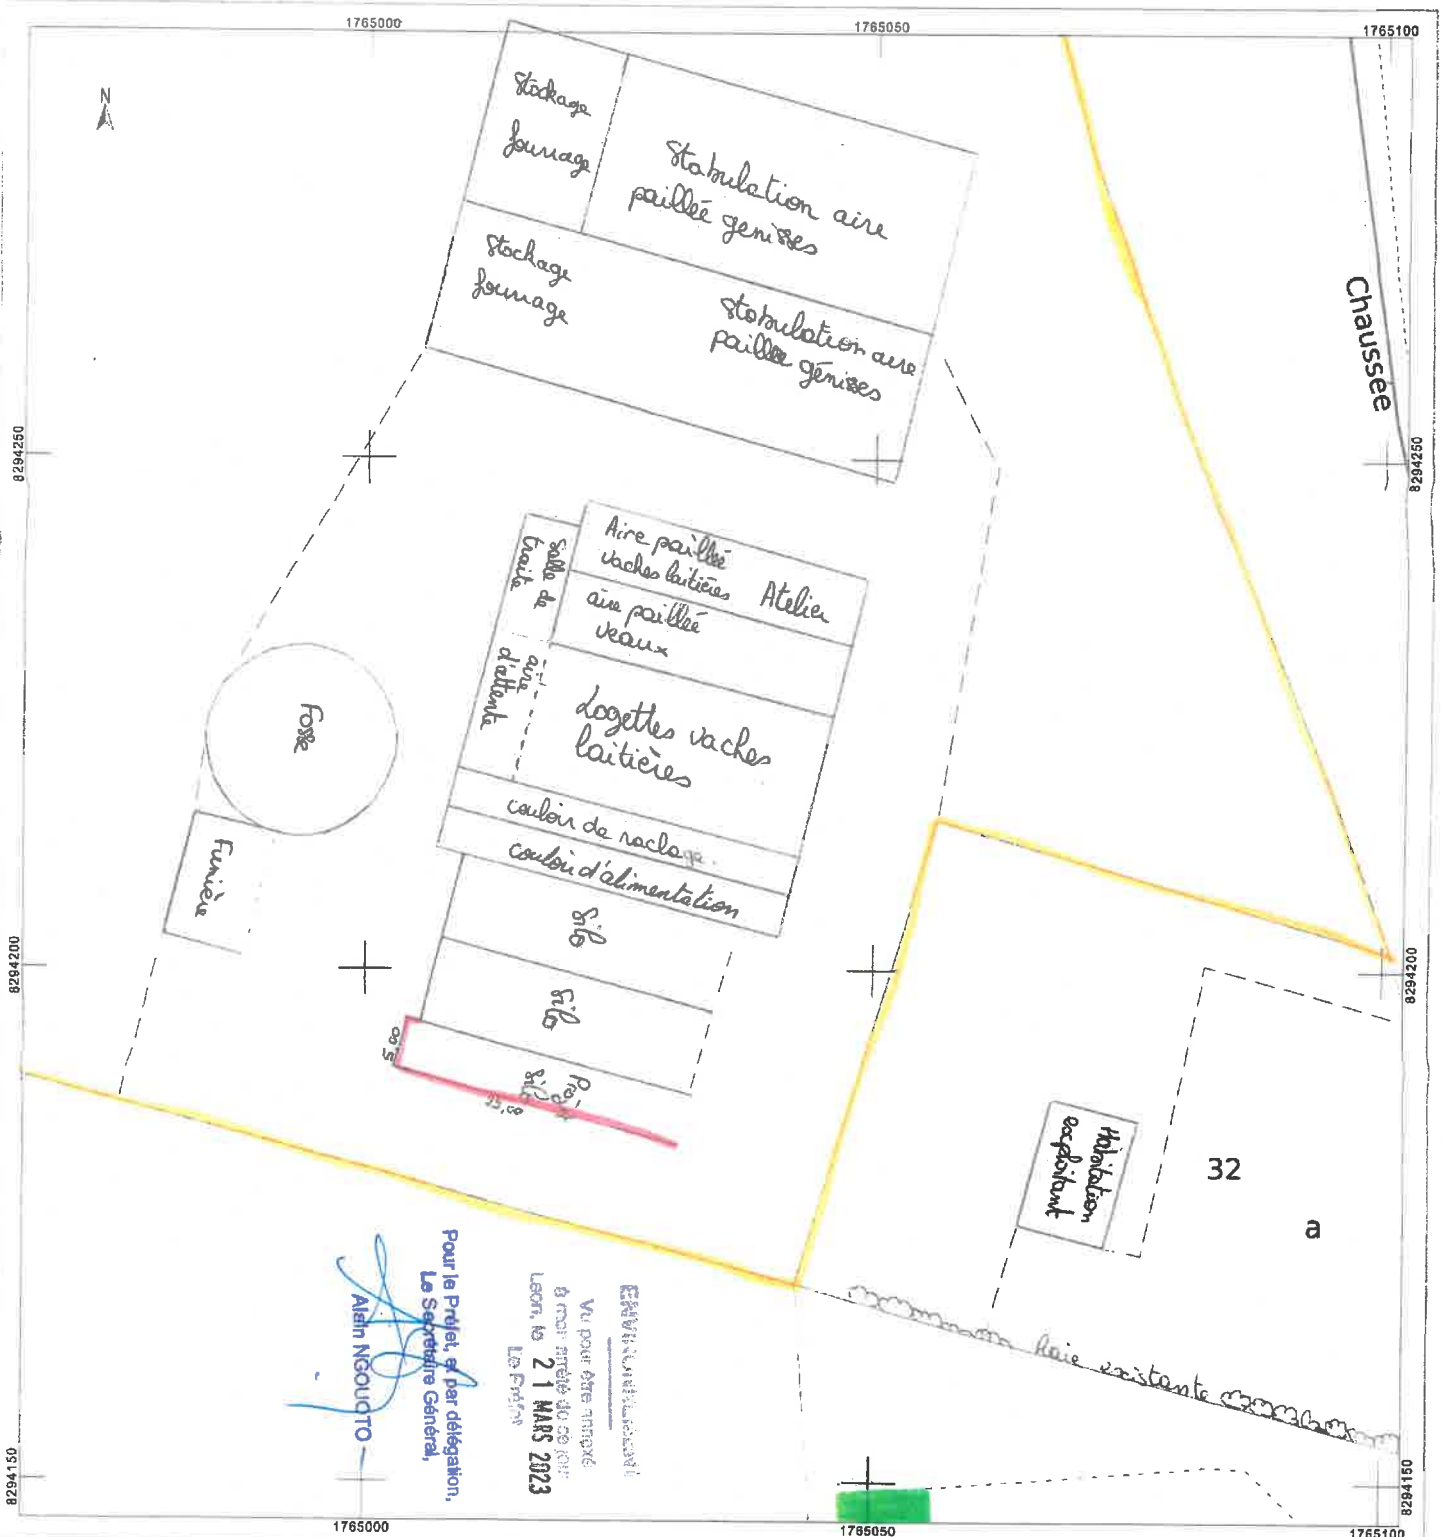 1765000
1765050
1765100
N
Stockage
fourrage
Stabulation aire
paillée genisses
Stockage
fourrage
Stabulation aire
paillée génisses
Chaussee
8294250
8294250
Aire paillée
vaches laitières
Atelier
Salle de
traite
aire paillée
veaux
aire
d'attente
Logettes vaches
laitières
Fosse
couloir de raclage
couloir d'alimentation
Fumière
Silo
Silo
8294200
8294200
5,00
Silo
Habitation
exploitant
32
a
haie existante
ENVIRONNEMENT
Vu pour être annexé
à mon arrêté de ce jour
Laon, le 21 MARS 2023
Le Préfet
Pour le Préfet, et par délégation,
Le Secrétaire Général,
Alain NGOUOTO
8294150
8294150
1765000
1765050
1765100